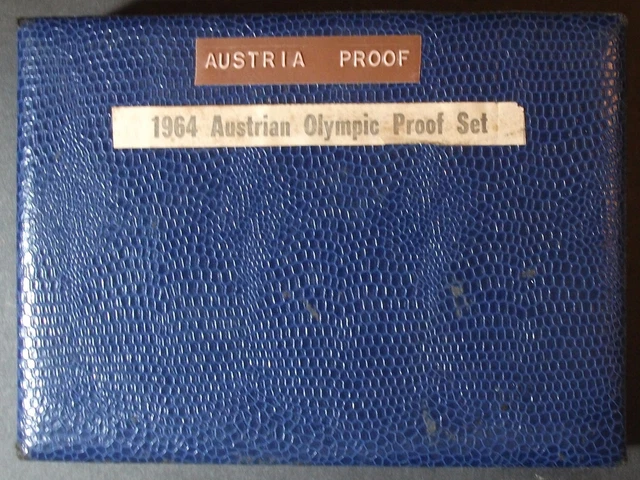 AUSTRIA PROOF
1964 Austrian Olympic Proof Set